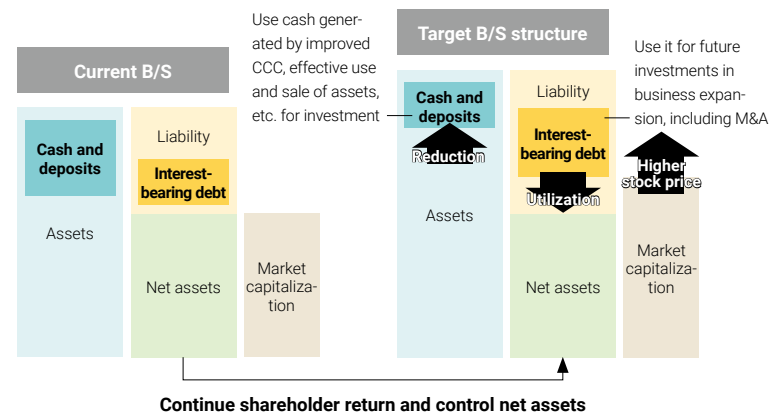 Current B/S
Cash and
deposits
Assets
Liability
Interest-
bearing debt
Net assets
Market
capitaliza-
tion
Use cash gener-
ated by improved
CCC, effective use
and sale of assets,
etc. for investment
Target B/S structure
Cash and
deposits
Reduction
Assets
Liability
Interest-
bearing debt
Utilization
Net assets
Use it for future
investments in
business expan-
sion, including M&A
Higher
stock price
Market
capitaliza-
tion
Continue shareholder return and control net assets